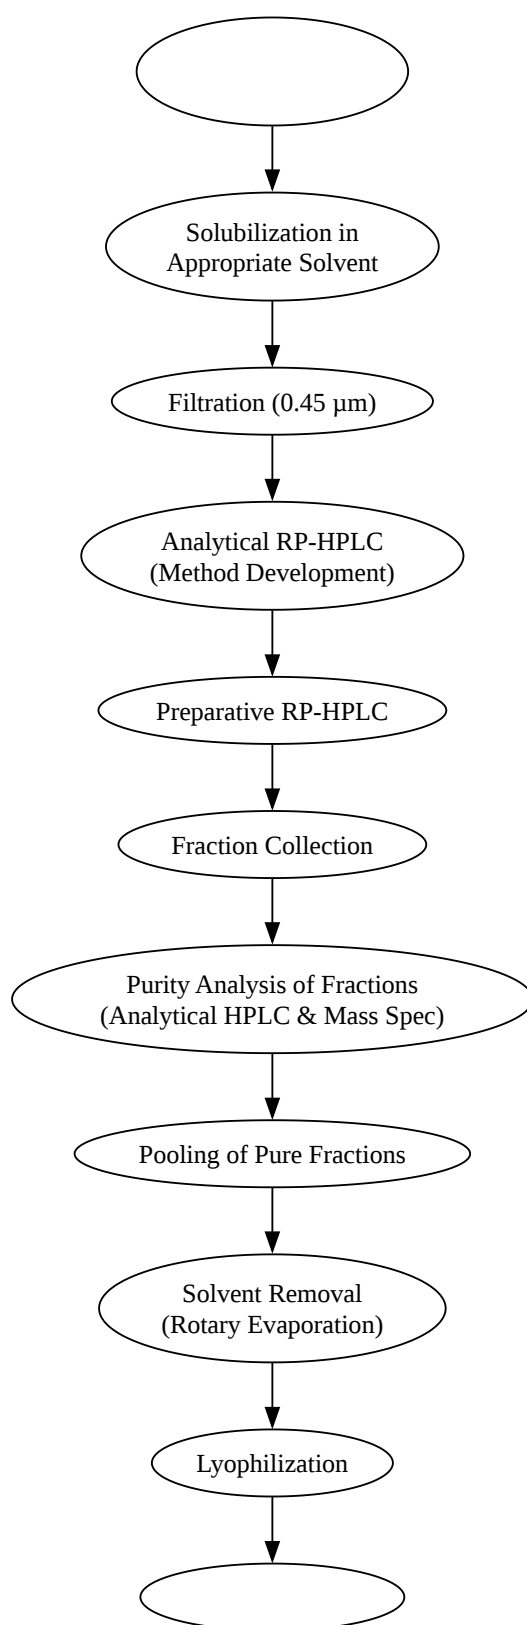 Solubilization in
Appropriate Solvent
Filtration (0.45 µm)
Analytical RP-HPLC
(Method Development)
Preparative RP-HPLC
Fraction Collection
Purity Analysis of Fractions
(Analytical HPLC & Mass Spec)
Pooling of Pure Fractions
Solvent Removal
(Rotary Evaporation)
Lyophilization